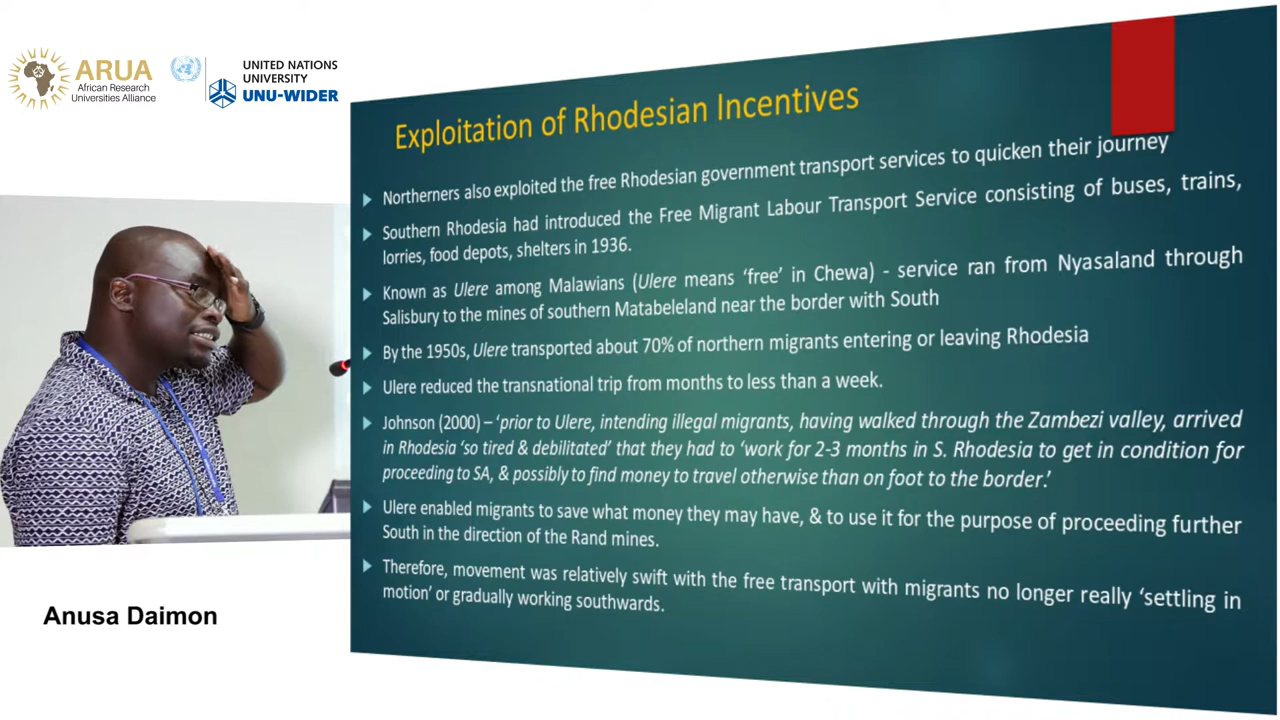 ARUA
African Research
Universities Alliance
UNITED NATIONS
UNIVERSITY
UNU-WIDER
Exploitation of Rhodesian Incentives
Northerners also exploited the free Rhodesian government transport services to quicken their journey
Southern Rhodesia had introduced the Free Migrant Labour Transport Service consisting of buses, trains,
lorries, food depots, shelters in 1936.
Known as Ulere among Malawians (Ulere means ‘free’ in Chewa) - service ran from Nyasaland through
Salisbury to the mines of southern Matabeleland near the border with South
By the 1950s, Ulere transported about 70% of northern migrants entering or leaving Rhodesia
Ulere reduced the transnational trip from months to less than a week.
Johnson (2000) – ‘prior to Ulere, intending illegal migrants, having walked through the Zambezi valley, arrived
in Rhodesia ‘so tired & debilitated’ that they had to ‘work for 2-3 months in S. Rhodesia to get in condition for
proceeding to SA, & possibly to find money to travel otherwise than on foot to the border.’
Ulere enabled migrants to save what money they may have, & to use it for the purpose of proceeding further
South in the direction of the Rand mines.
Therefore, movement was relatively swift with the free transport with migrants no longer really ‘settling in
motion’ or gradually working southwards.
Anusa Daimon